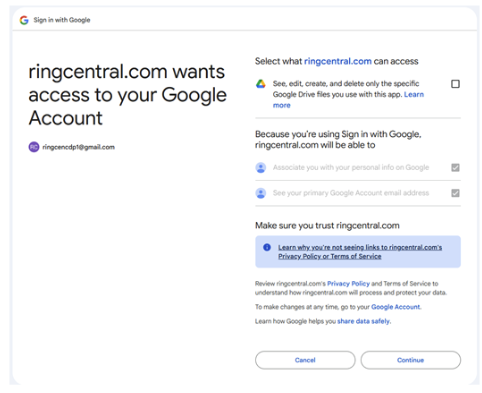 Sign in with Google
ringcentral.com wants
access to your Google
Account
RC ringcencdp1@gmail.com
Select what ringcentral.com can access
See, edit, create, and delete only the specific
Google Drive files you use with this app. Learn
more
Because you're using Sign in with Google,
ringcentral.com will be able to
Associate you with your personal info on Google
See your primary Google Account email address
Make sure you trust ringcentral.com
Learn why you're not seeing links to ringcentral.com's
Privacy Policy or Terms of Service
Review ringcentral.com's Privacy Policy and Terms of Service to
understand how ringcentral.com will process and protect your data.
To make changes at any time, go to your Google Account.
Learn how Google helps you share data safely.
Cancel
Continue